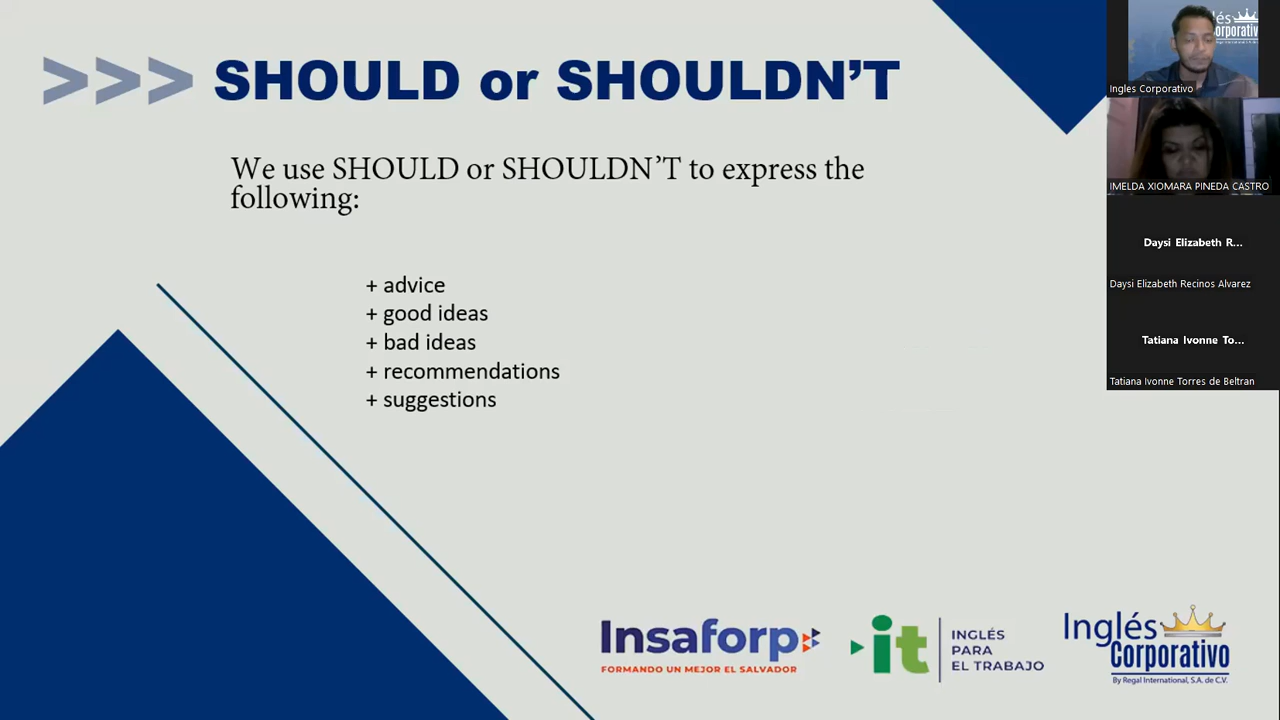 >>> SHOULD or SHOULDN’T
We use SHOULD or SHOULDN’T to express the
following:
+ advice
+ good ideas
+ bad ideas
+ recommendations
+ suggestions
Insaforp
FORMANDO UN MEJOR EL SALVADOR
it
INGLÉS
PARA
EL TRABAJO
Inglés
Corporativo
By Regal International, S.A. de C.V.
Ingles Corporativo
IMELDA XIOMARA PINEDA CASTRO
Daysi Elizabeth R...
Daysi Elizabeth Recinos Alvarez
Tatiana Ivonne To...
Tatiana Ivonne Torres de Beltran